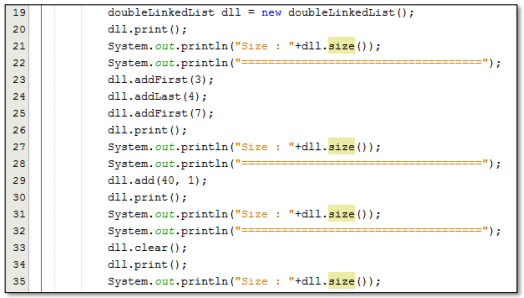 19 doubleLinkedList dll = new doubleLinkedList();
20 dll.print();
21 System.out.println("Size : "+dll.size());
22 System.out.println("===================================");
23 dll.addFirst(3);
24 dll.addLast(4);
25 dll.addFirst(7);
26 dll.print();
27 System.out.println("Size : "+dll.size());
28 System.out.println("===================================");
29 dll.add(40, 1);
30 dll.print();
31 System.out.println("Size : "+dll.size());
32 System.out.println("===================================");
33 dll.clear();
34 dll.print();
35 System.out.println("Size : "+dll.size());